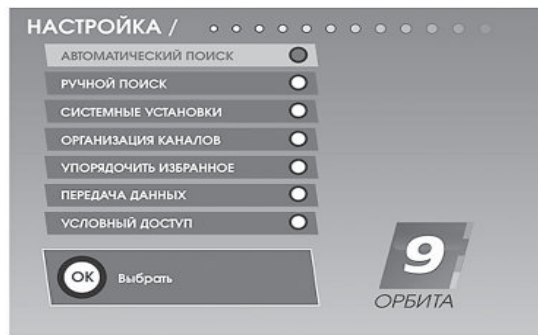 НАСТРОЙКА /
АВТОМАТИЧЕСКИЙ ПОИСК
РУЧНОЙ ПОИСК
СИСТЕМНЫЕ УСТАНОВКИ
ОРГАНИЗАЦИЯ КАНАЛОВ
УПОРЯДОЧИТЬ ИЗБРАННОЕ
ПЕРЕДАЧА ДАННЫХ
УСЛОВНЫЙ ДОСТУП
OK Выбрать
9
ОРБИТА